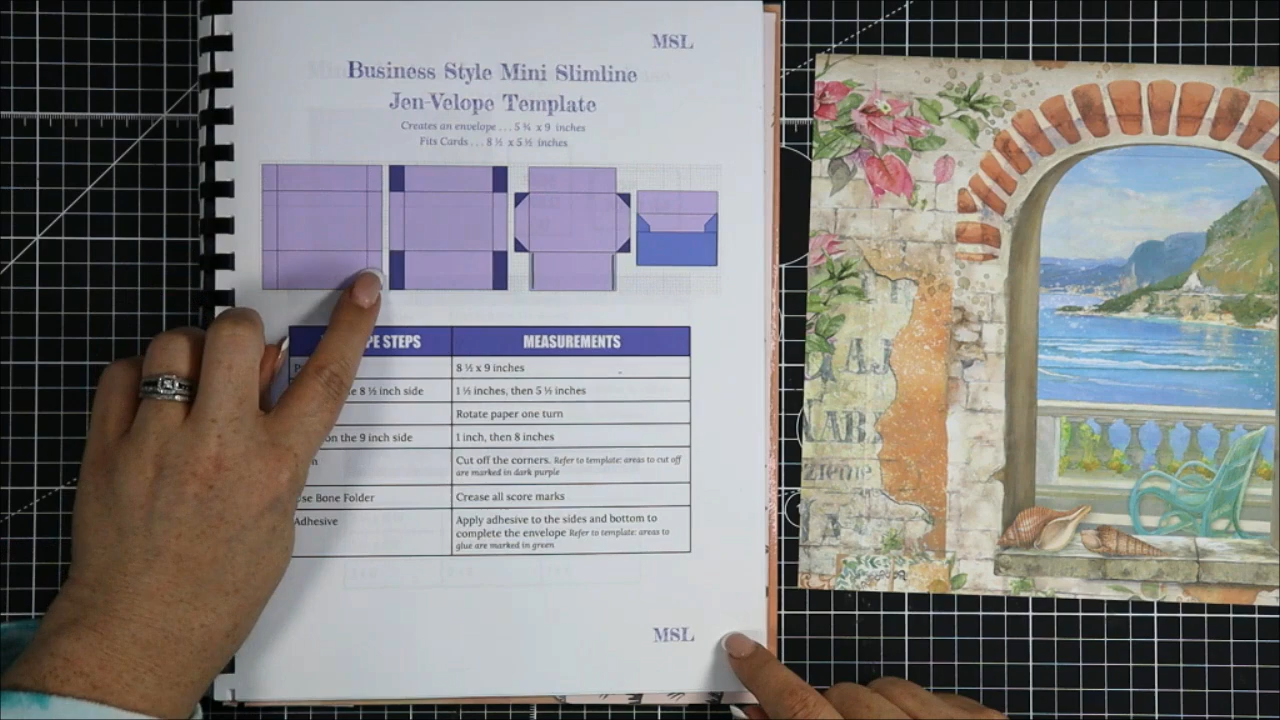 MSL
Business Style Mini Slimline
Jen-Velope Template
Creates an envelope . . . 5 ¾ x 9 inches
Fits Cards . . . 8 ½ x 5 ½ inches
STEPS MEASUREMENTS
8 ½ x 9 inches
8 ½ inch side 1 ½ inches, then 5 ½ inches
Rotate paper one turn
on the 9 inch side 1 inch, then 8 inches
Cut off the corners. Refer to template: areas to cut off
are marked in dark purple
Use Bone Folder Crease all score marks
Adhesive Apply adhesive to the sides and bottom to
complete the envelope Refer to template: areas to
glue are marked in green
MSL